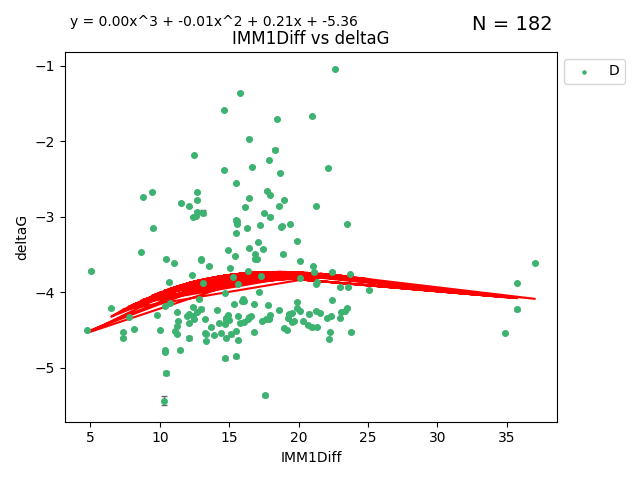 y = 0.00x^3 + -0.01x^2 + 0.21x + -5.36
N = 182
IMM1Diff vs deltaG
D
−1
−2
−3
−4
−5
deltaG
5 10 15 20 25 30 35
IMM1Diff